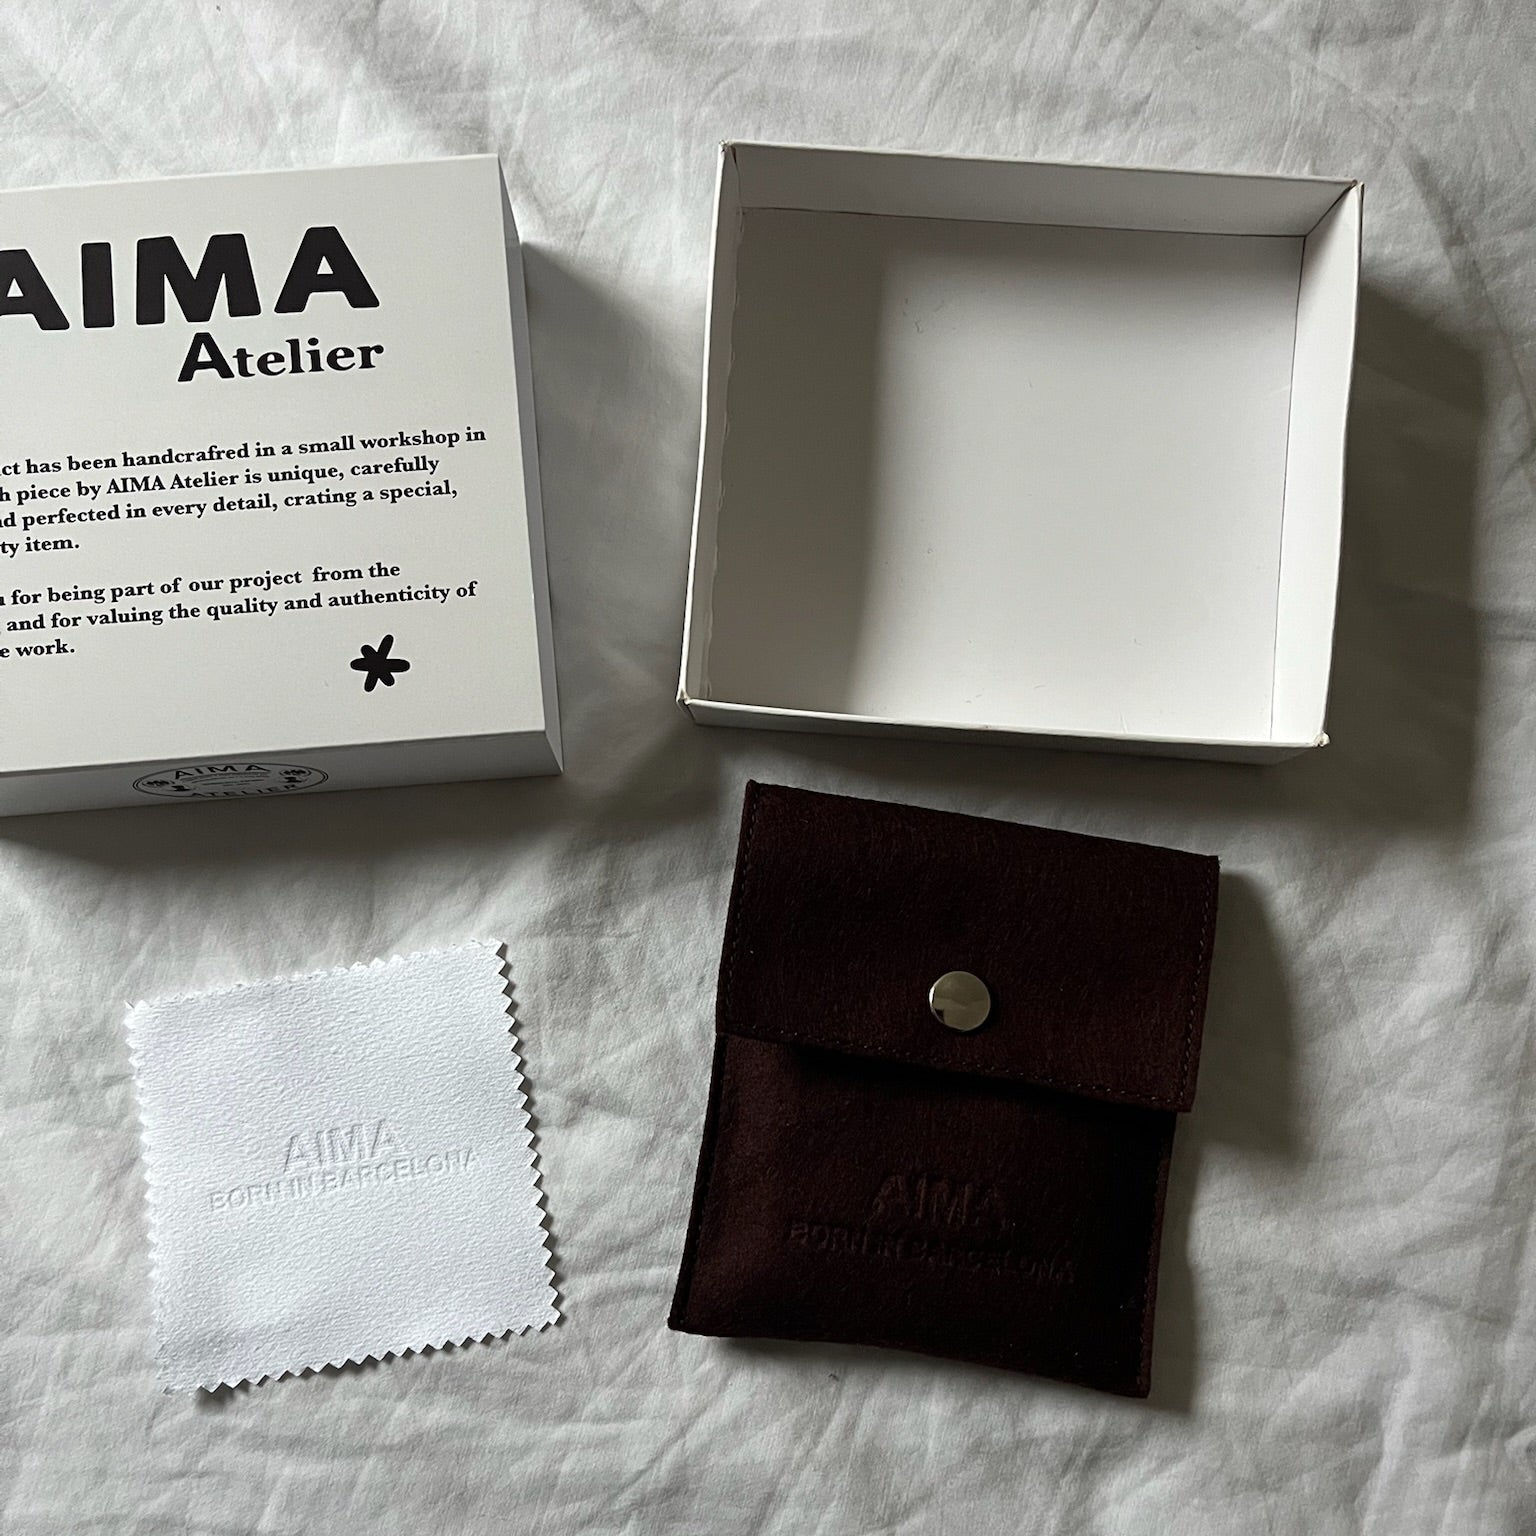 AIMA
Atelier
ct has been handcrafred in a small workshop in
h piece by AIMA Atelier is unique, carefully
nd perfected in every detail, crating a special,
ty item.
for being part of our project from the
and for valuing the quality and authenticity of
e work.
AIMA
ATELIER
AIMA
BORN IN BARCELONA
AIMA
BORN IN BARCELONA